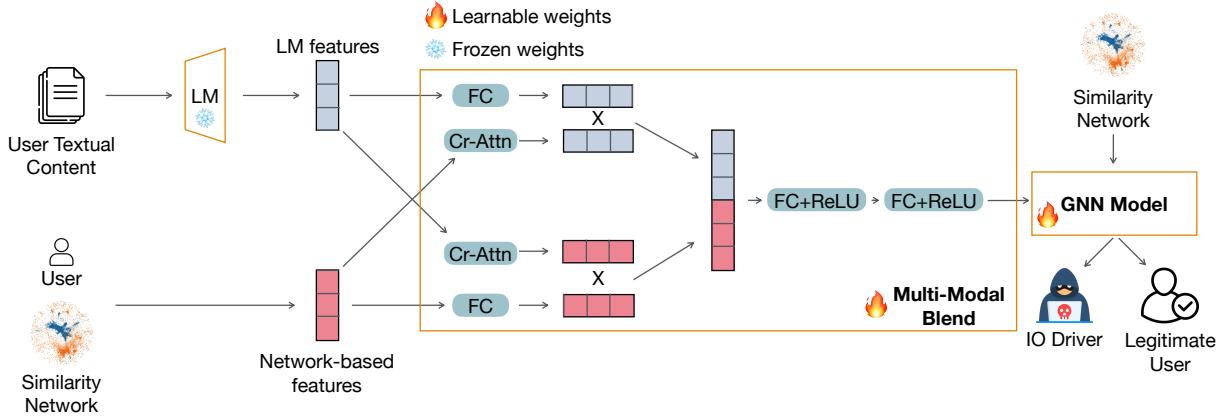 Learnable weights
Frozen weights
LM features
LM
User Textual
Content
FC
X
Cr-Attn
Cr-Attn
X
FC
FC+ReLU
FC+ReLU
Multi-Modal
Blend
User
Similarity
Network
Network-based
features
Similarity
Network
GNN Model
IO Driver
Legitimate
User